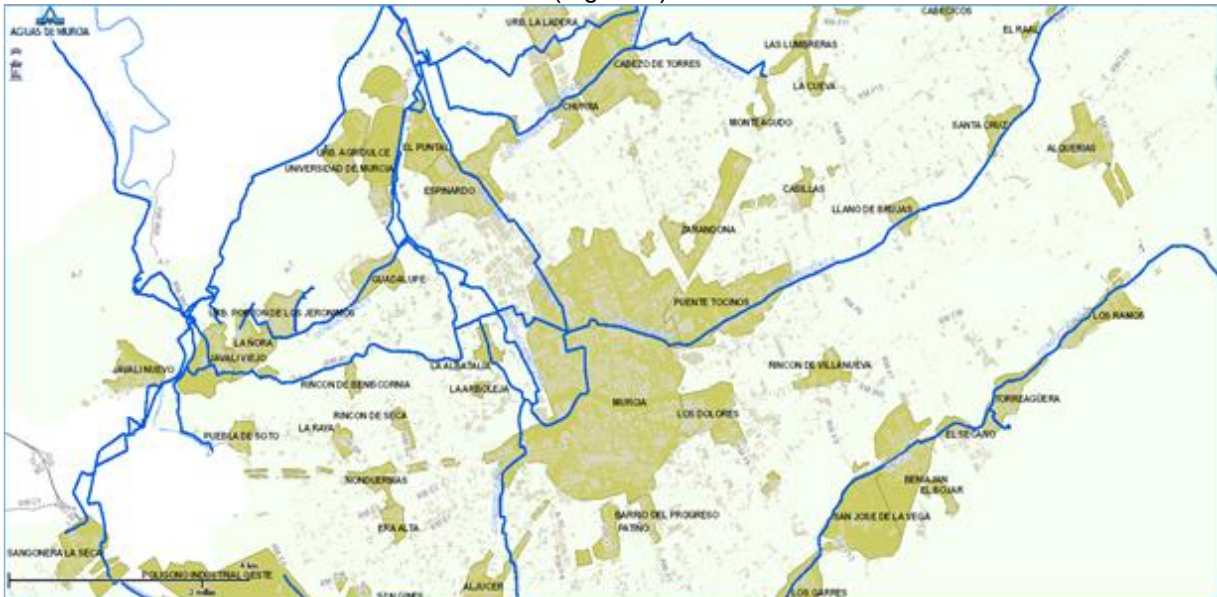 AGUAS DE MURCIA
URB. LA LADERA
CABECICOS
EL RAAL
LAS LUMBRERAS
CABEZO DE TORRES
LA CUEVA
CHURRA
MONTEAGUDO
SANTA CRUZ
ALQUERIAS
EL PUNTAL
URB. AGRIDULCE
UNIVERSIDAD DE MURCIA
ESPINARDO
CASILLAS
LLANO DE BRUJAS
ZARANDONA
GUADALUPE
PUENTE TOCINOS
URB. PORTON DE LOS JERONIMOS
LOS RAMOS
LA ÑORA
JAVALI VIEJO
JAVALI NUEVO
LA ALBATALIA
RINCON DE VILLANUEVA
RINCON DE BENISCORNIA
LA ARBOLEJA
TORREAGÜERA
MURCIA
LOS DOLORES
RINCON DE SECA
LA RAYA
PUEBLA DE SOTO
EL SECANO
NONDUERMAS
BENIAJAN
EL BOJAR
BARRIO DEL PROGRESO
PATIÑO
SAN JOSE DE LA VEGA
ERA ALTA
SANGONERA LA SECA
4 km
POLIGONO INDUSTRIAL OESTE
ALJUCER
2 millas
LOS GARRES